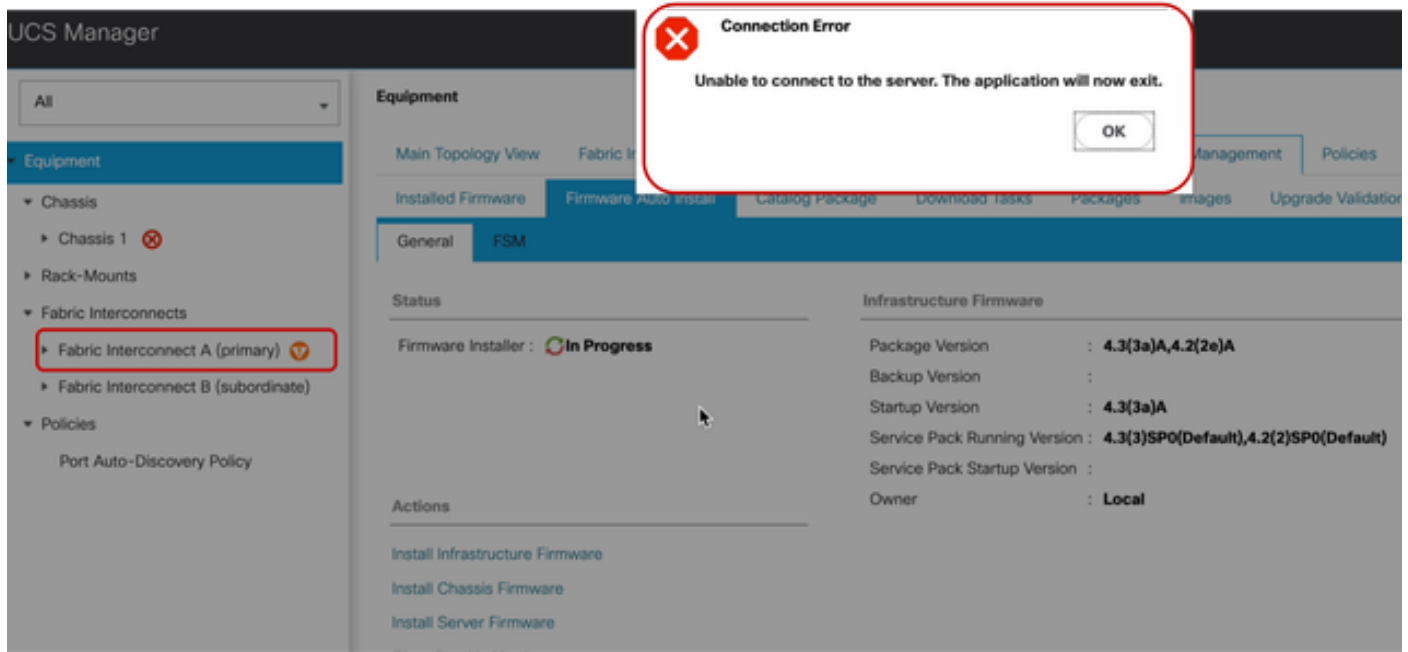 UCS Manager
Connection Error
Unable to connect to the server. The application will now exit.
OK
All
Equipment
Chassis
Chassis 1
Rack-Mounts
Fabric Interconnects
Fabric Interconnect A (primary)
Fabric Interconnect B (subordinate)
Policies
Port Auto-Discovery Policy
Equipment
Main Topology View Fabric Management Policies
Installed Firmware Firmware Auto Install Catalog Package Download Tasks Packages Images Upgrade Validation
General FSM
Status
Firmware Installer : In Progress
Actions
Install Infrastructure Firmware
Install Chassis Firmware
Install Server Firmware
Infrastructure Firmware
Package Version : 4.3(3a)A,4.2(2e)A
Backup Version :
Startup Version : 4.3(3a)A
Service Pack Running Version : 4.3(3)SP0(Default),4.2(2)SP0(Default)
Service Pack Startup Version :
Owner : Local